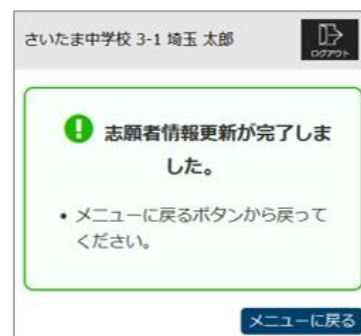 さいたま中学校 3-1 埼玉 太郎
ログアウト
志願者情報更新が完了しま
した。
• メニューに戻るボタンから戻って
ください。
メニューに戻る